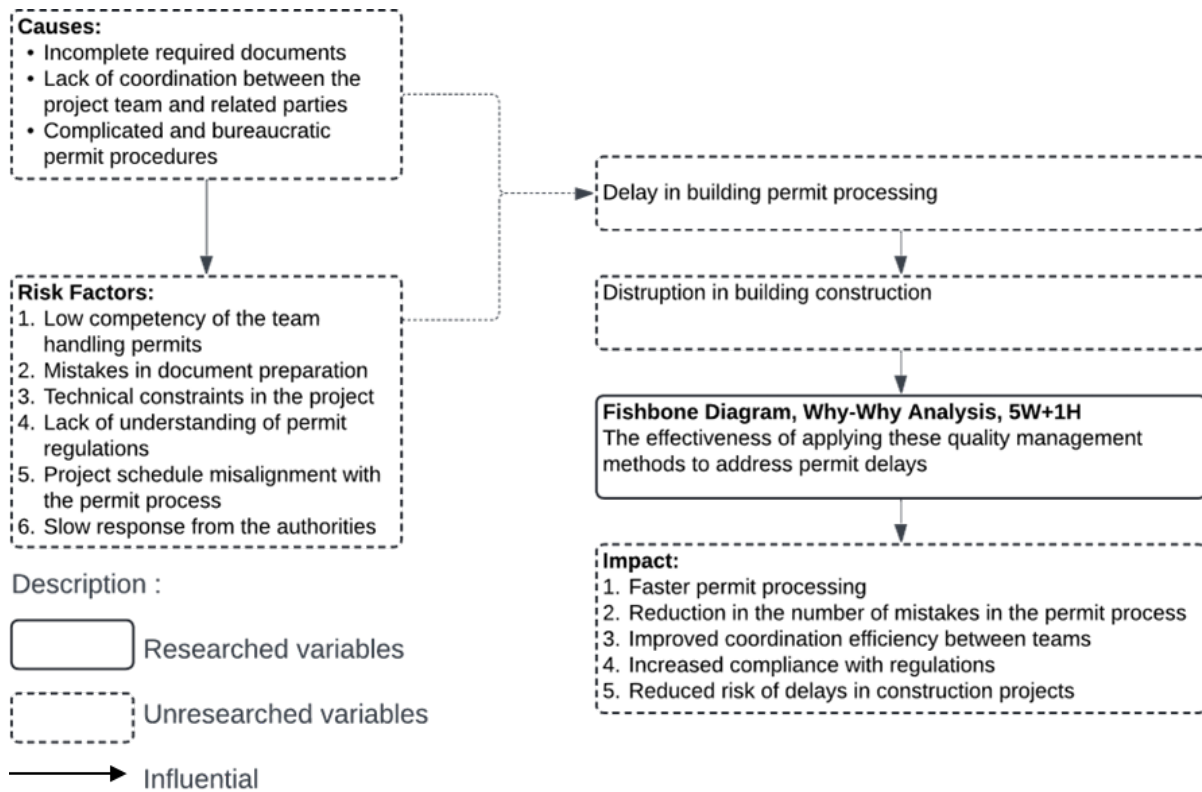 Causes:
• Incomplete required documents
• Lack of coordination between the
project team and related parties
• Complicated and bureaucratic
permit procedures
Risk Factors:
1. Low competency of the team
handling permits
2. Mistakes in document preparation
3. Technical constraints in the project
4. Lack of understanding of permit
regulations
5. Project schedule misalignment with
the permit process
6. Slow response from the authorities
Delay in building permit processing
Distruption in building construction
Fishbone Diagram, Why-Why Analysis, 5W+1H
The effectiveness of applying these quality management
methods to address permit delays
Impact:
1. Faster permit processing
2. Reduction in the number of mistakes in the permit process
3. Improved coordination efficiency between teams
4. Increased compliance with regulations
5. Reduced risk of delays in construction projects
Description :
Researched variables
Unresearched variables
Influential